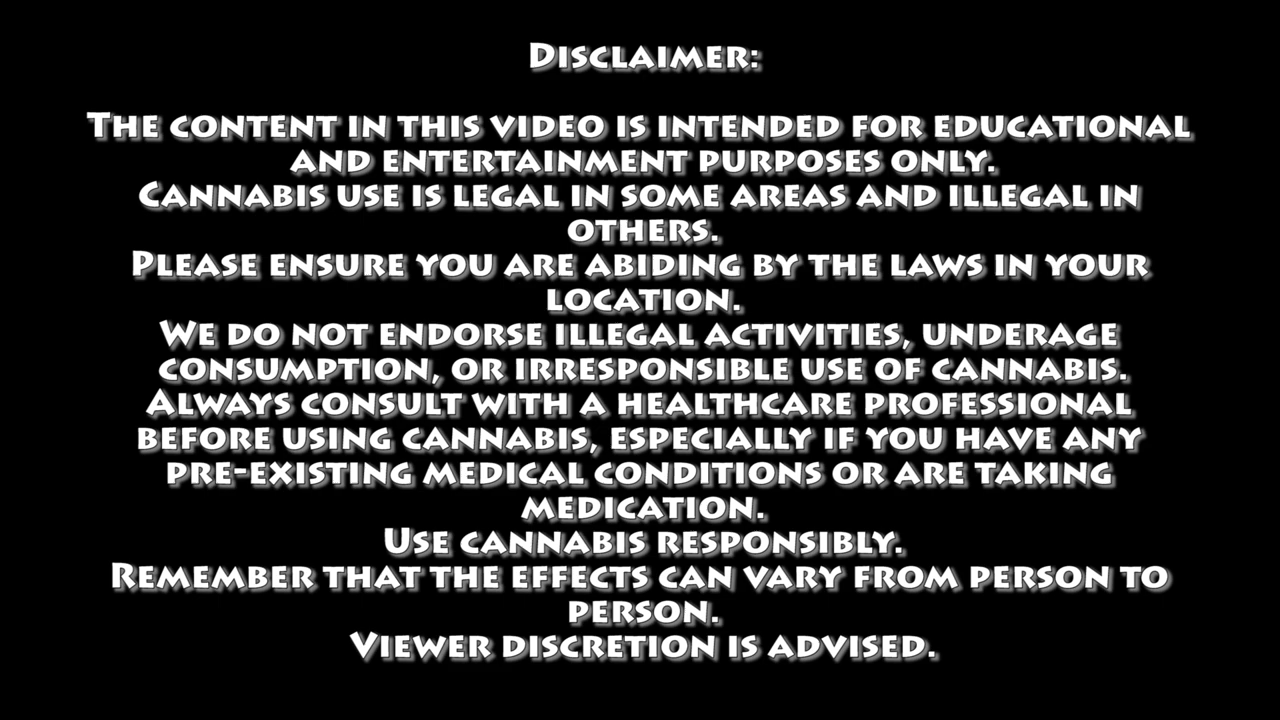 Disclaimer:
The content in this video is intended for educational
and entertainment purposes only.
Cannabis use is legal in some areas and illegal in
others.
Please ensure you are abiding by the laws in your
location.
We do not endorse illegal activities, underage
consumption, or irresponsible use of cannabis.
Always consult with a healthcare professional
before using cannabis, especially if you have any
pre-existing medical conditions or are taking
medication.
Use cannabis responsibly.
Remember that the effects can vary from person to
person.
Viewer discretion is advised.